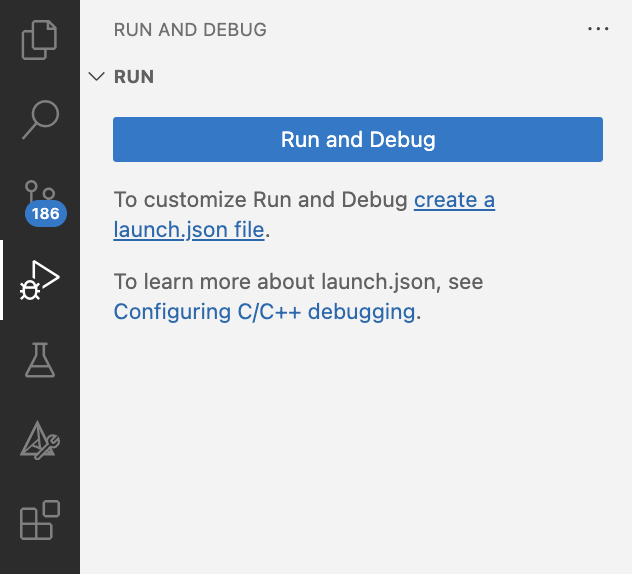 RUN AND DEBUG
RUN
Run and Debug
To customize Run and Debug create a
launch.json file.
186
To learn more about launch.json, see
Configuring C/C++ debugging.